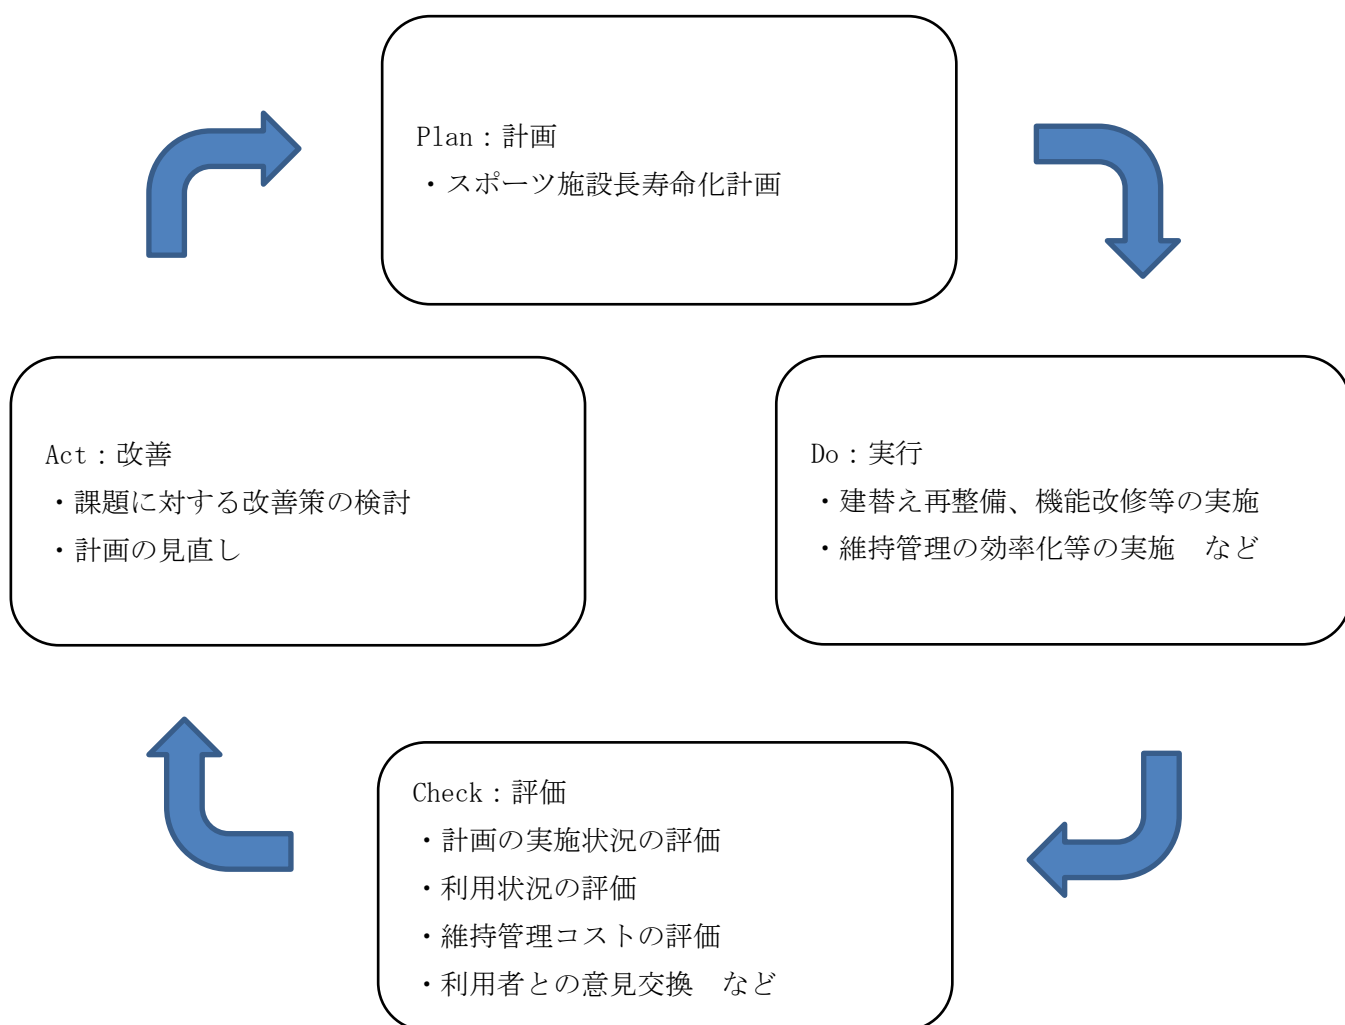 Plan：計画
・スポーツ施設長寿命化計画
Act：改善
・課題に対する改善策の検討
・計画の見直し
Do：実行
・建替え再整備、機能改修等の実施
・維持管理の効率化等の実施　など
Check：評価
・計画の実施状況の評価
・利用状況の評価
・維持管理コストの評価
・利用者との意見交換　など